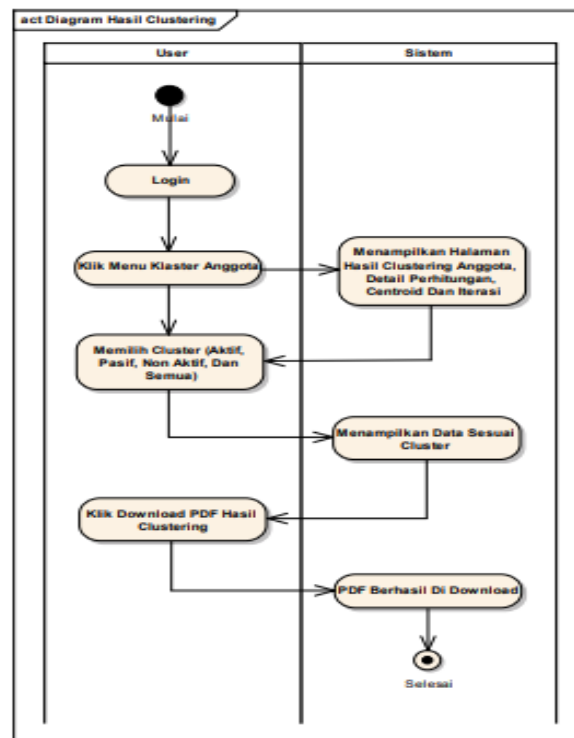 act Diagram Hasil Clustering
User
Sistem
Mulai
Login
Klik Menu Klaster Anggota
Menampilkan Halaman
Hasil Clustering Anggota,
Detail Perhitungan,
Centroid Dan Iterasi
Memilih Cluster (Aktif,
Pasif, Non Aktif, Dan
Semua)
Menampilkan Data Sesuai
Cluster
Klik Download PDF Hasil
Clustering
PDF Berhasil Di Download
Selesai